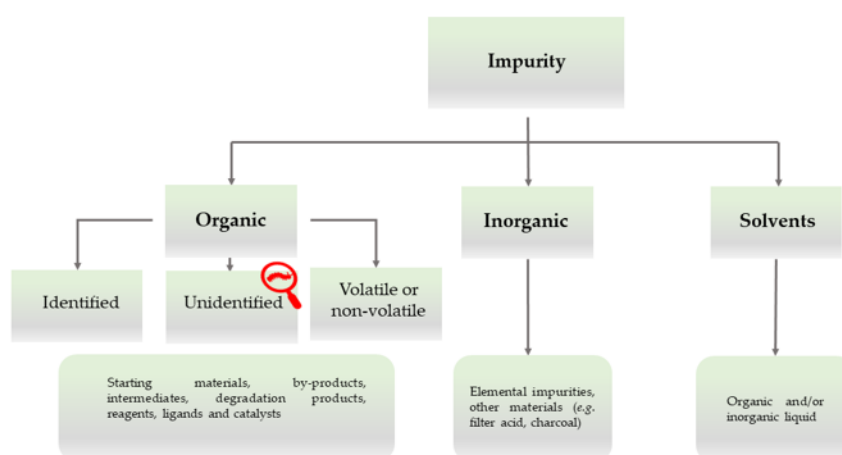 Impurity
Organic
Inorganic
Solvents
Identified
Unidentified
Volatile or
non-volatile
Starting materials, by-products,
intermediates, degradation products,
reagents, ligands and catalysts
Elemental impurities,
other materials (e.g.
filter acid, charcoal)
Organic and/or
inorganic liquid